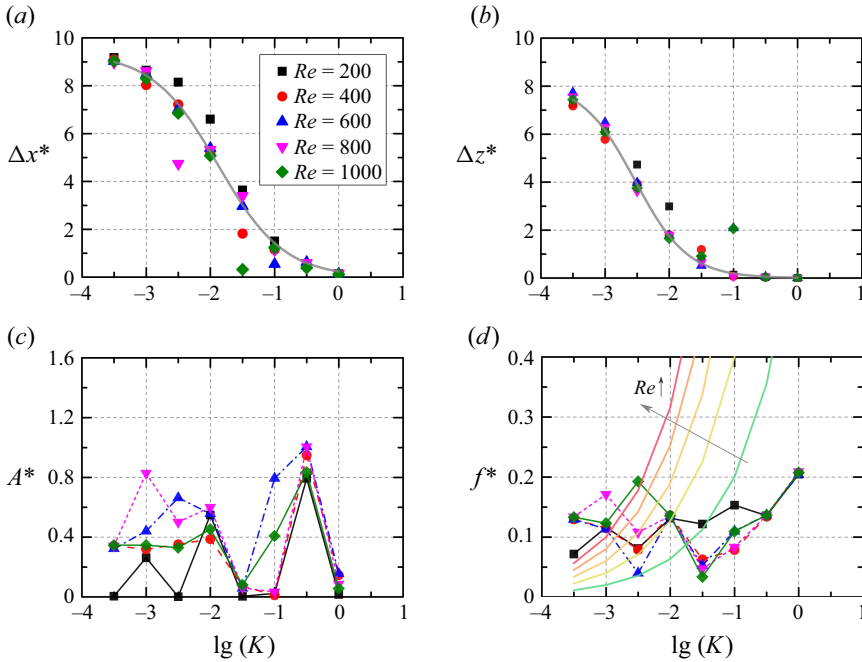 (a)
(b)
10
8
6
4
2
0
Δx*
–4
–3
–2
–1
0
1
Re = 200
Re = 400
Re = 600
Re = 800
Re = 1000
10
8
6
4
2
0
Δz*
–4
–3
–2
–1
0
1
(c)
(d)
1.6
1.2
0.8
0.4
0
A*
–4
–3
–2
–1
0
1
lg (K)
0.4
0.3
0.2
0.1
0
f*
Re
–4
–3
–2
–1
0
1
lg (K)